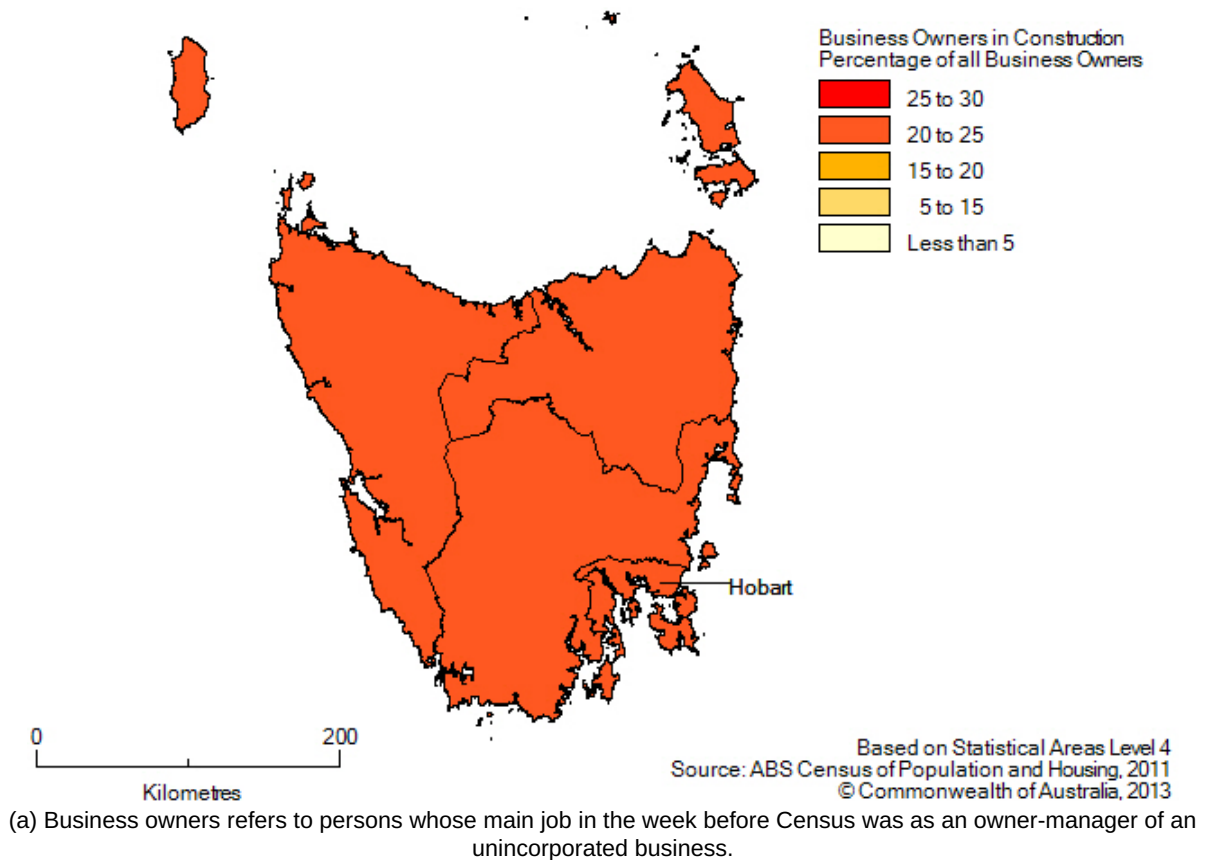 Business Owners in Construction
Percentage of all Business Owners
25 to 30
20 to 25
15 to 20
5 to 15
Less than 5
Hobart
0 200
Kilometres
Based on Statistical Areas Level 4
Source: ABS Census of Population and Housing, 2011
© Commonwealth of Australia, 2013
(a) Business owners refers to persons whose main job in the week before Census was as an owner-manager of an
unincorporated business.